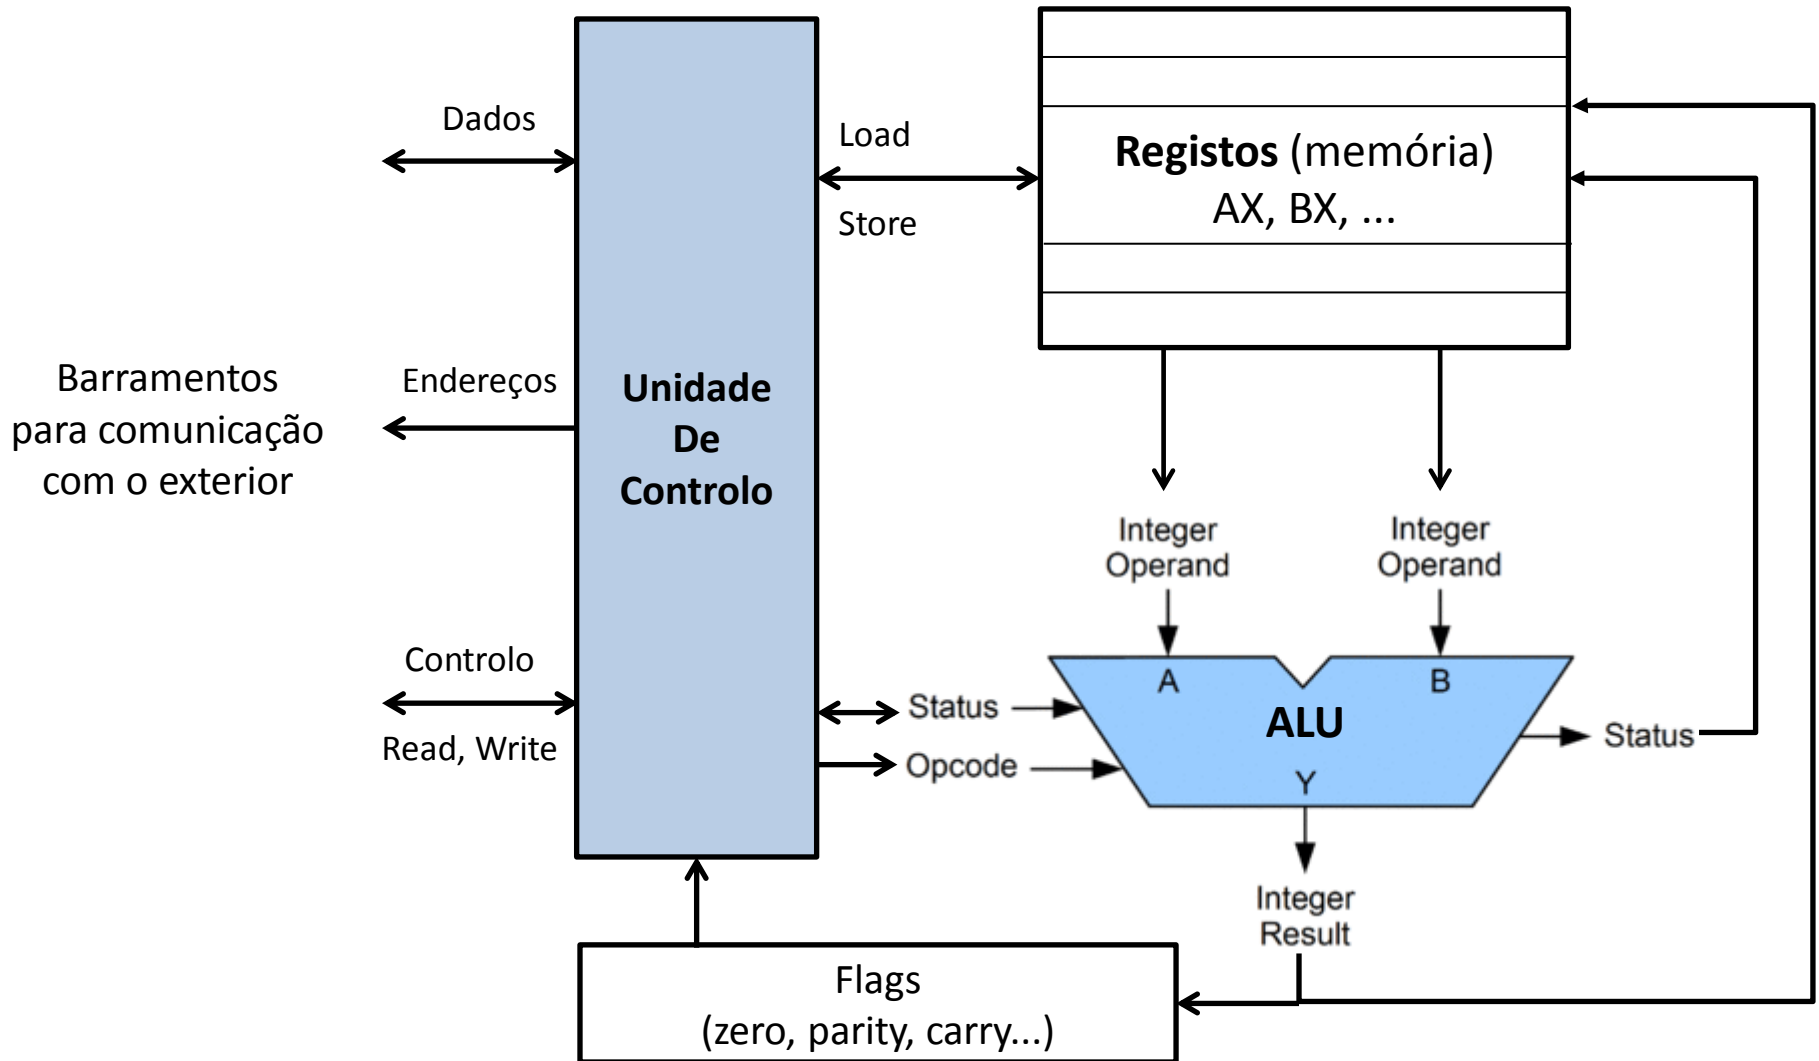 Dados
Load
Registos (memória)
AX, BX, ...
Store
Barramentos
para comunicação
com o exterior
Endereços
Unidade
De
Controlo
Integer
Operand
Integer
Operand
Controlo
Read, Write
A
B
ALU
Y
Status
Opcode
Status
Integer
Result
Flags
(zero, parity, carry...)